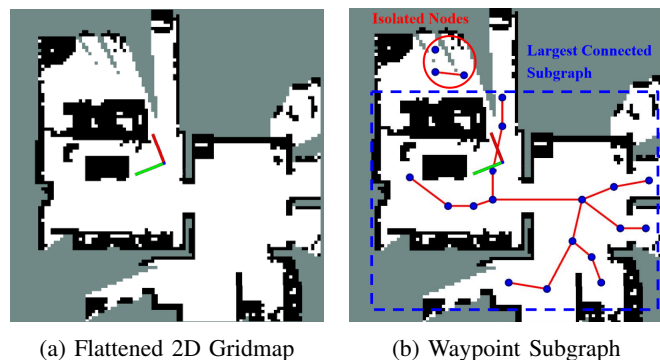 Isolated Nodes
Largest Connected
Subgraph
(a) Flattened 2D Gridmap
(b) Waypoint Subgraph